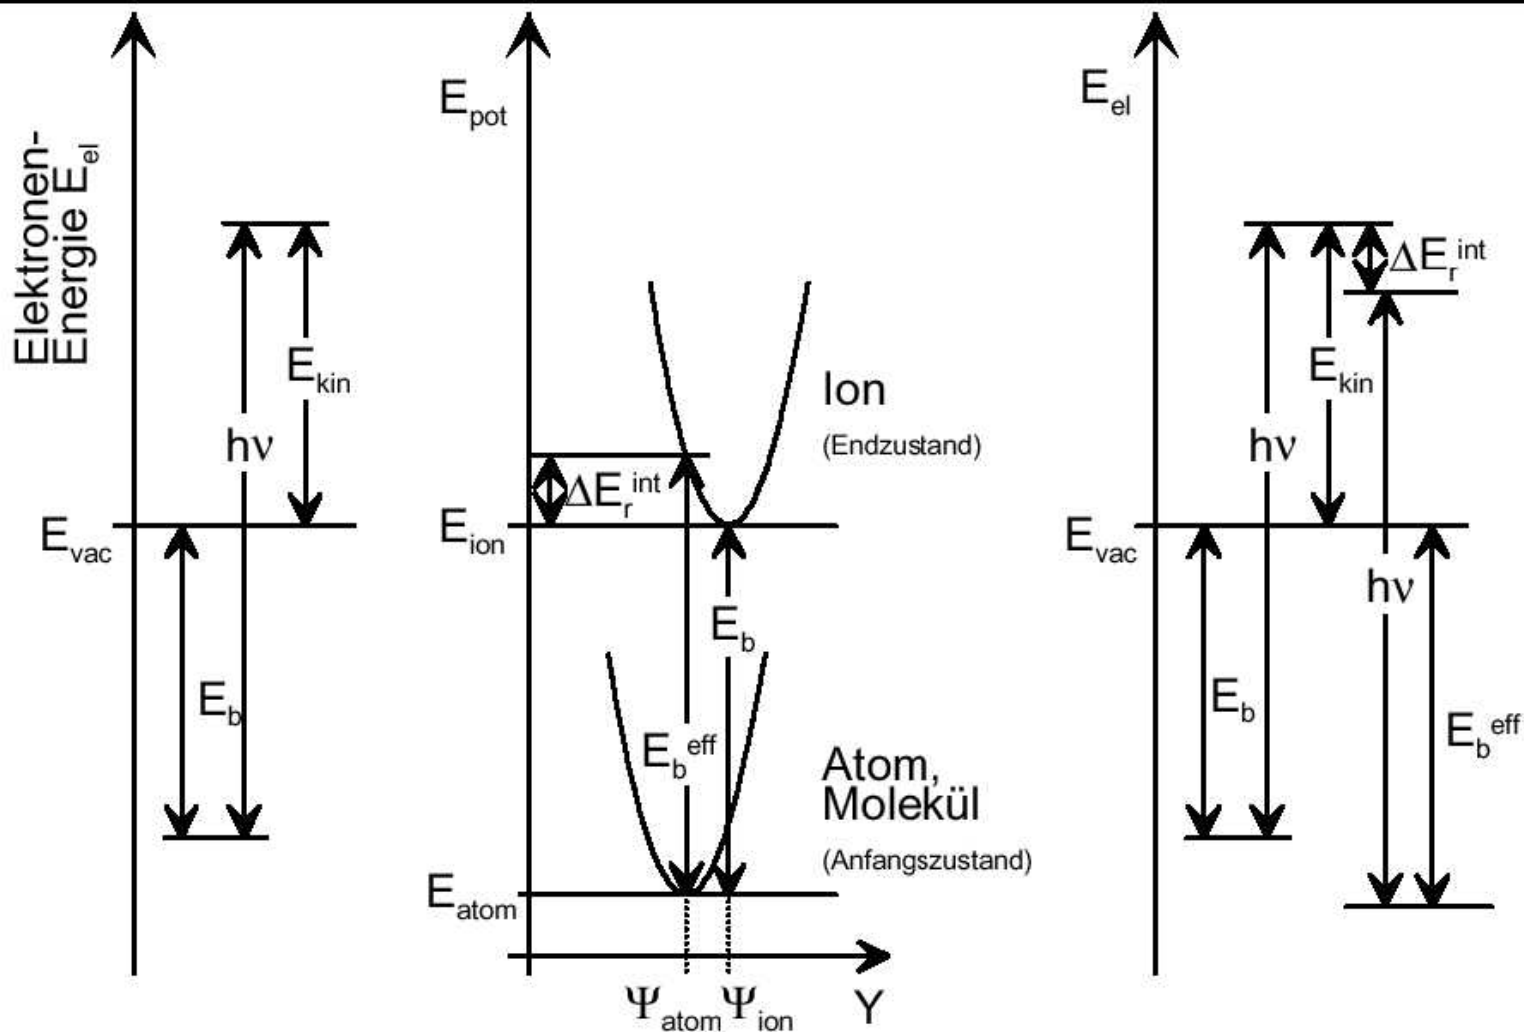 Elektronen-
Energie E_el
hν
E_kin
E_vac
E_b
E_pot
Ion
(Endzustand)
ΔE_r^int
E_ion
E_b
E_b^eff
Atom,
Molekül
(Anfangszustand)
E_atom
Ψ_atom Ψ_ion Y
E_el
ΔE_r^int
E_kin
hν
E_vac
hν
E_b
E_b^eff